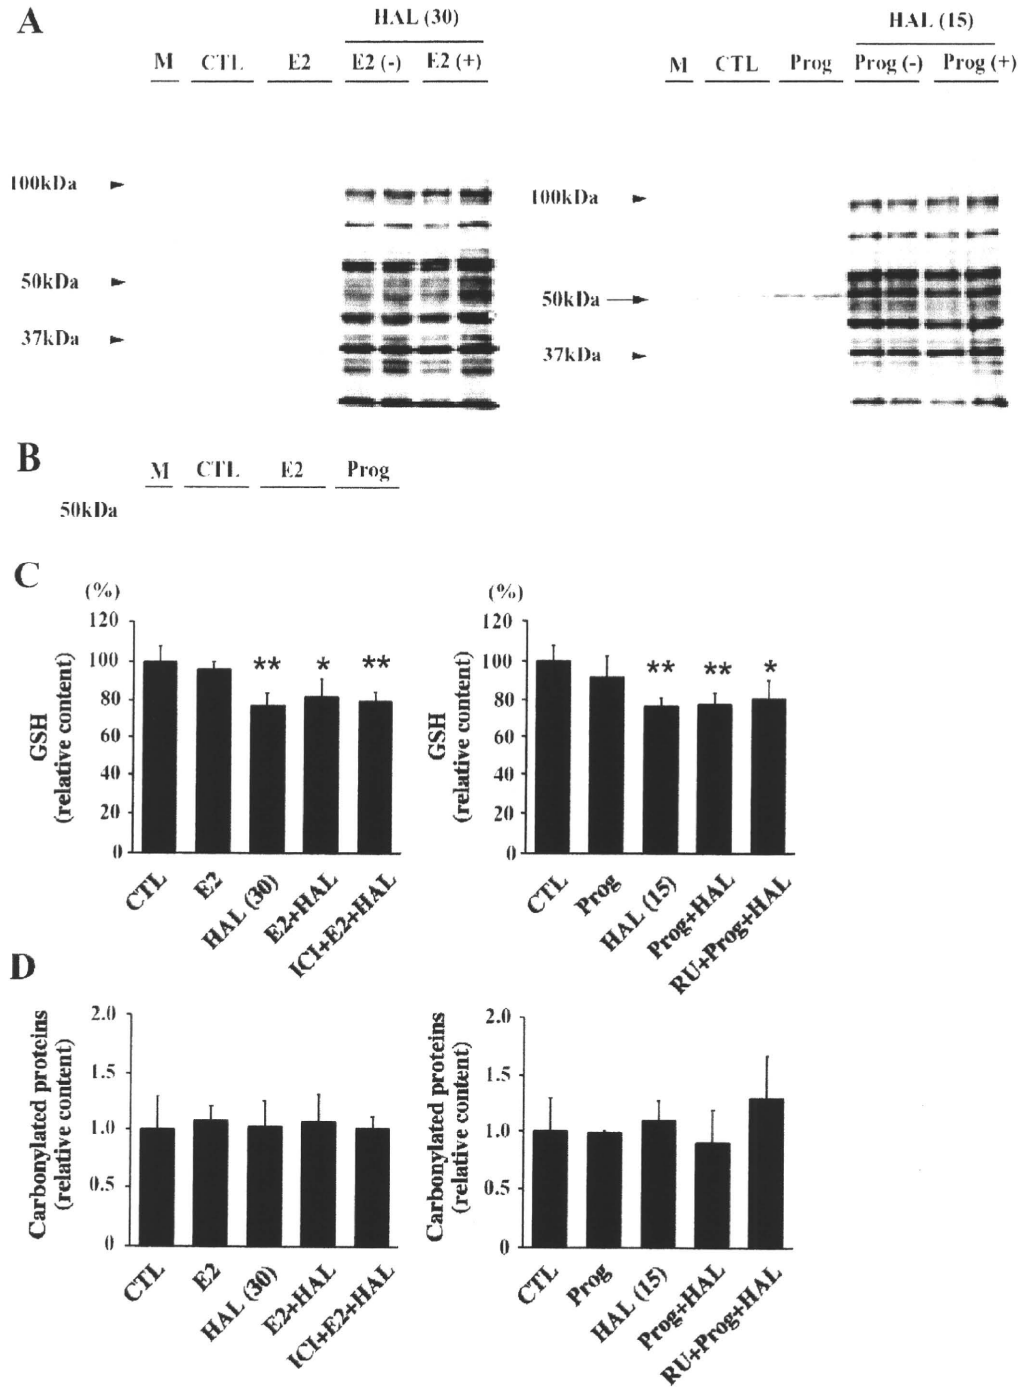 A
HAL (30)
M CTL E2 E2 (-) E2 (+)
100kDa
50kDa
37kDa
HAL (15)
M CTL Prog Prog (-) Prog (+)
100kDa
50kDa
37kDa
B
M CTL E2 Prog
50kDa
C
(%)
120
100
80
60
40
20
0
GSH
(relative content)
** * **
CTL
E2
HAL (30)
E2+HAL
ICI+E2+HAL
(%)
120
100
80
60
40
20
0
GSH
(relative content)
** ** *
CTL
Prog
HAL (15)
Prog+HAL
RU+Prog+HAL
D
2.0
1.5
1.0
0.5
0
Carbonylated proteins
(relative content)
CTL
E2
HAL (30)
E2+HAL
ICI+E2+HAL
2.0
1.5
1.0
0.5
0
Carbonylated proteins
(relative content)
CTL
Prog
HAL (15)
Prog+HAL
RU+Prog+HAL